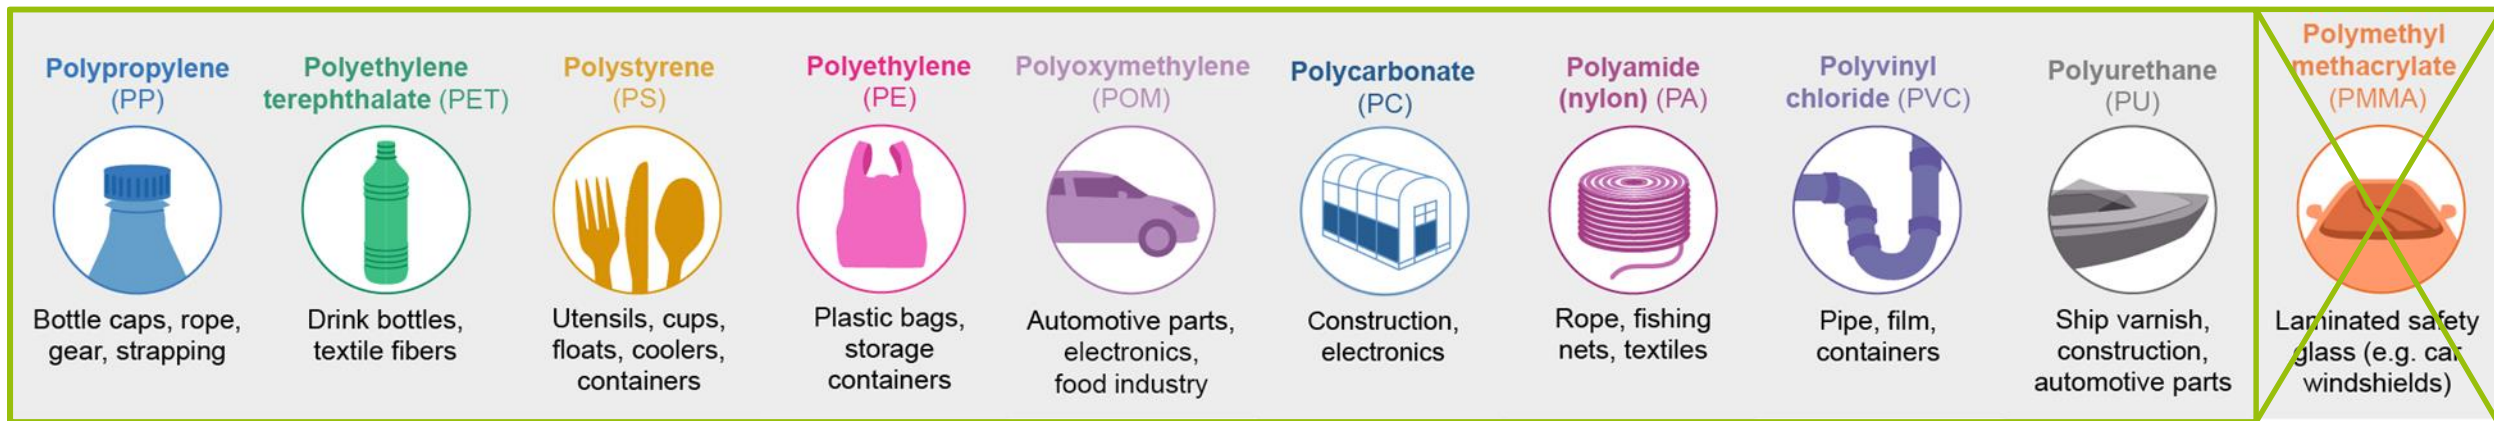 Polypropylene
(PP)
Bottle caps, rope,
gear, strapping
Polyethylene
terephthalate (PET)
Drink bottles,
textile fibers
Polystyrene
(PS)
Utensils, cups,
floats, coolers,
containers
Polyethylene
(PE)
Plastic bags,
storage
containers
Polyoxymethylene
(POM)
Automotive parts,
electronics,
food industry
Polycarbonate
(PC)
Construction,
electronics
Polyamide
(nylon) (PA)
Rope, fishing
nets, textiles
Polyvinyl
chloride (PVC)
Pipe, film,
containers
Polyurethane
(PU)
Ship varnish,
construction,
automotive parts
Polymethyl
methacrylate
(PMMA)
Laminated safety
glass (e.g. car
windshields)